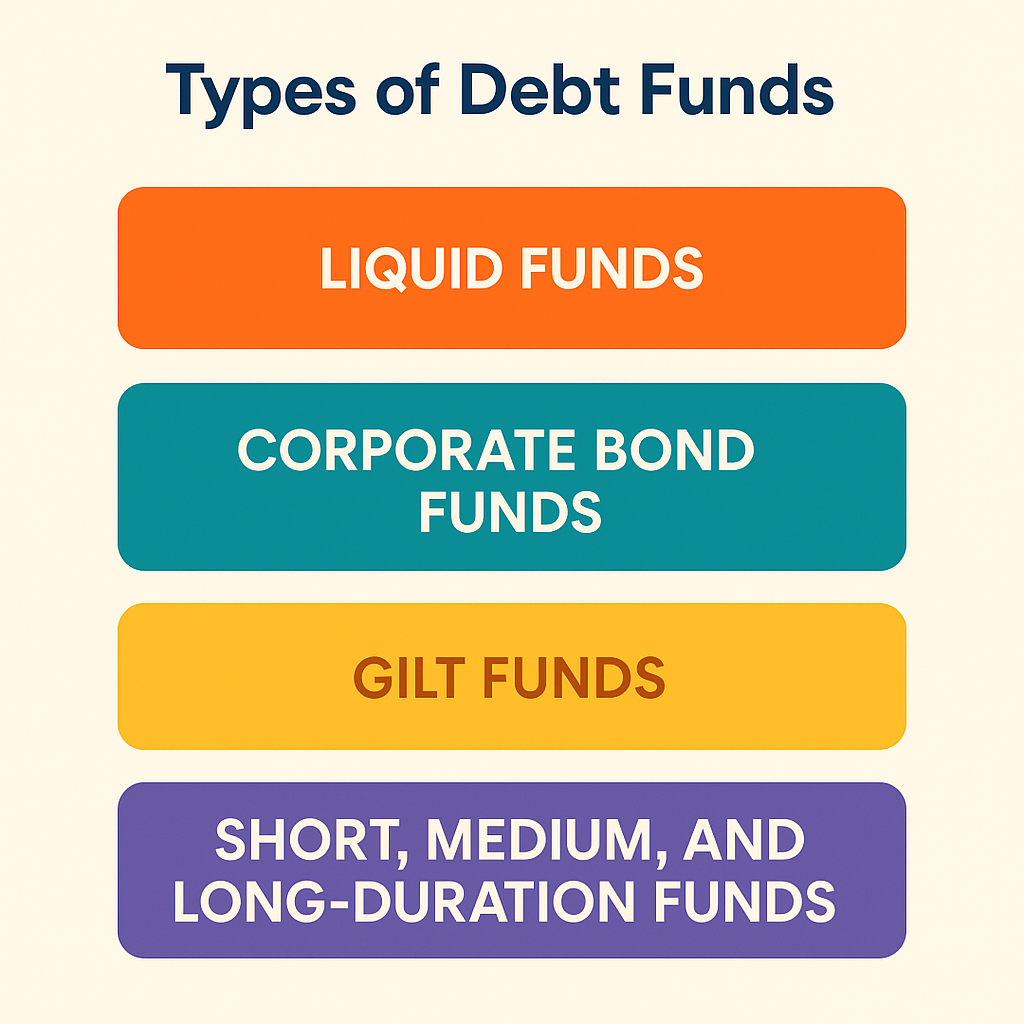 Types of Debt Funds
LIQUID FUNDS
CORPORATE BOND
FUNDS
GILT FUNDS
SHORT, MEDIUM, AND
LONG-DURATION FUNDS